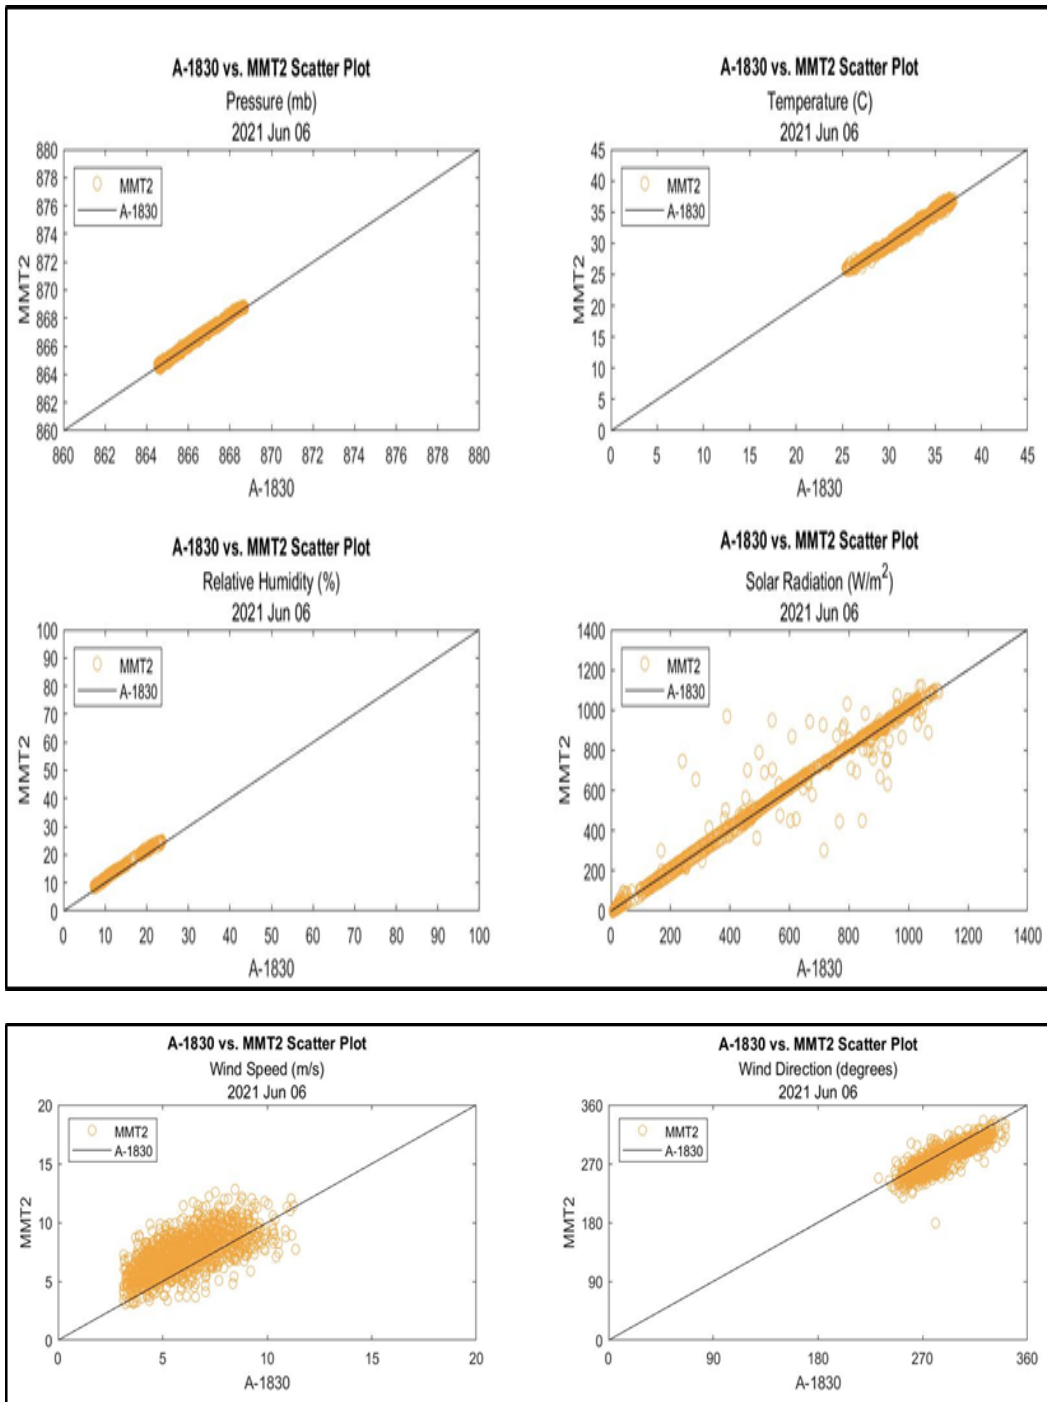 A-1830 vs. MMT2 Scatter Plot
Pressure (mb)
2021 Jun 06
880
878
876
874
872
870
868
866
864
862
860
MMT2
MMT2
A-1830
860 862 864 866 868 870 872 874 876 878 880
A-1830
A-1830 vs. MMT2 Scatter Plot
Temperature (C)
2021 Jun 06
45
40
35
30
25
20
15
10
5
0
MMT2
MMT2
A-1830
0 5 10 15 20 25 30 35 40 45
A-1830
A-1830 vs. MMT2 Scatter Plot
Relative Humidity (%)
2021 Jun 06
100
90
80
70
60
50
40
30
20
10
0
MMT2
MMT2
A-1830
0 10 20 30 40 50 60 70 80 90 100
A-1830
A-1830 vs. MMT2 Scatter Plot
Solar Radiation (W/m²)
2021 Jun 06
1400
1200
1000
800
600
400
200
0
MMT2
MMT2
A-1830
0 200 400 600 800 1000 1200 1400
A-1830
A-1830 vs. MMT2 Scatter Plot
Wind Speed (m/s)
2021 Jun 06
20
15
10
5
0
MMT2
MMT2
A-1830
0 5 10 15 20
A-1830
A-1830 vs. MMT2 Scatter Plot
Wind Direction (degrees)
2021 Jun 06
360
270
180
90
0
MMT2
MMT2
A-1830
0 90 180 270 360
A-1830